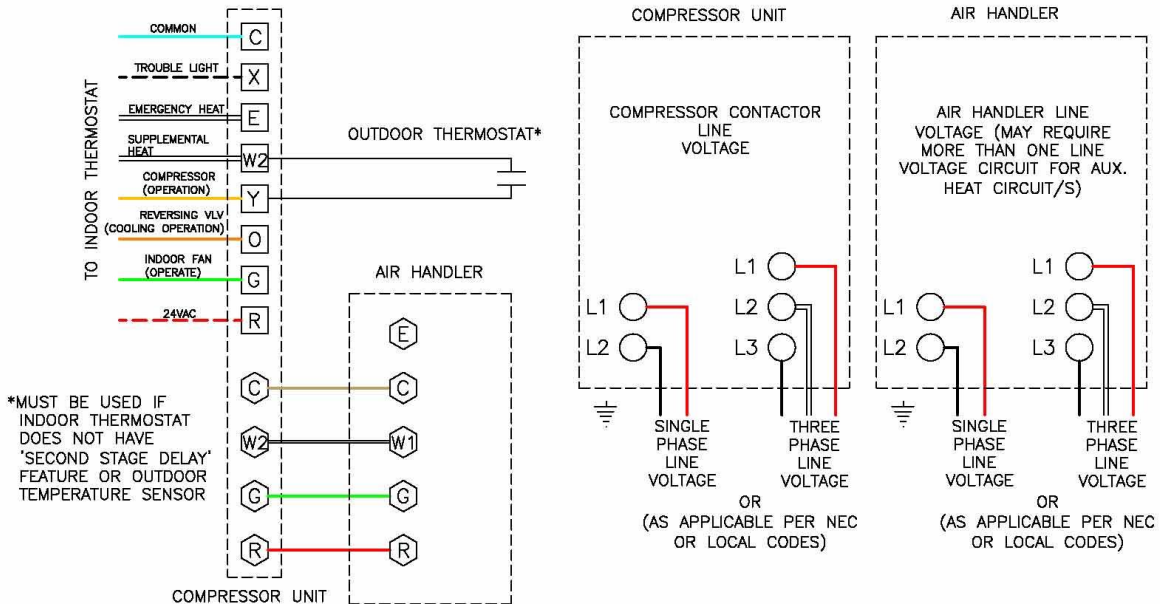 TO INDOOR THERMOSTAT
COMMON
C
TROUBLE LIGHT
X
EMERGENCY HEAT
E
SUPPLEMENTAL
HEAT
W2
COMPRESSOR
(OPERATION)
Y
REVERSING VLV
(COOLING OPERATION)
O
INDOOR FAN
(OPERATE)
G
24VAC
R
OUTDOOR THERMOSTAT*
AIR HANDLER
E
C
C
W2
W1
G
G
R
R
COMPRESSOR UNIT
*MUST BE USED IF
INDOOR THERMOSTAT
DOES NOT HAVE
'SECOND STAGE DELAY'
FEATURE OR OUTDOOR
TEMPERATURE SENSOR
COMPRESSOR UNIT
COMPRESSOR CONTACTOR
LINE
VOLTAGE
L1
L2
L1
L2
L3
SINGLE
PHASE
LINE
VOLTAGE
THREE
PHASE
LINE
VOLTAGE
OR
(AS APPLICABLE PER NEC
OR LOCAL CODES)
AIR HANDLER
AIR HANDLER LINE
VOLTAGE (MAY REQUIRE
MORE THAN ONE LINE
VOLTAGE CIRCUIT FOR AUX.
HEAT CIRCUIT/S)
L1
L2
L1
L2
L3
SINGLE
PHASE
LINE
VOLTAGE
THREE
PHASE
LINE
VOLTAGE
OR
(AS APPLICABLE PER NEC
OR LOCAL CODES)